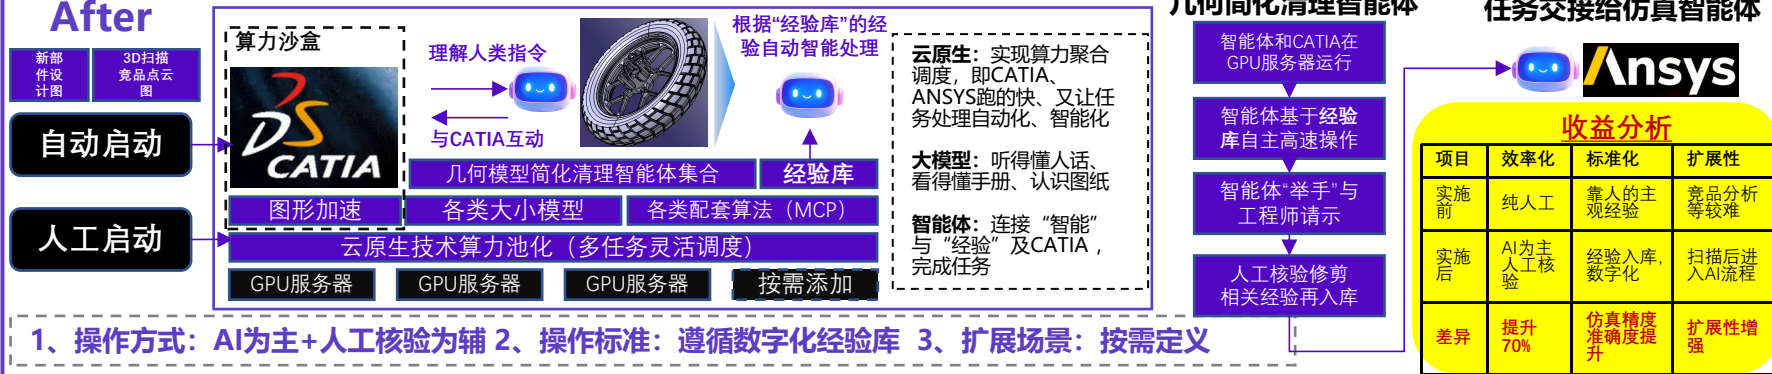 After
新部
件设
计图
3D扫描
竞品点云
图
自动启动
人工启动
算力沙盒
CATIA
理解人类指令
与CATIA互动
根据“经验库”的经
验自动智能处理
几何模型简化清理智能体集合
经验库
图形加速
各类大小模型
各类配套算法（MCP）
云原生技术算力池化（多任务灵活调度）
GPU服务器
GPU服务器
GPU服务器
按需添加
云原生：实现算力聚合
调度，即CATIA、
ANSYS跑的快、又让任
务处理自动化、智能化
大模型：听得懂人话、
看得懂手册、认识图纸
智能体：连接“智能”
与“经验”及CATIA，
完成任务
1、操作方式：AI为主+人工核验为辅 2、操作标准：遵循数字化经验库 3、扩展场景：按需定义
几何简化清理智能体
智能体和CATIA在
GPU服务器运行
智能体基于经验
库自主高速操作
智能体“举手”与
工程师请示
人工核验修剪
相关经验再入库
任务交接给仿真智能体
Ansys
收益分析
项目 效率化 标准化 扩展性
实施
前
纯人工
靠人的主
观经验
竞品分析
等较难
实施
后
AI为主
人工核
验
经验入库,
数字化
扫描后进
入AI流程
差异
提升
70%
仿真精度
准确度提
升
扩展性增
强